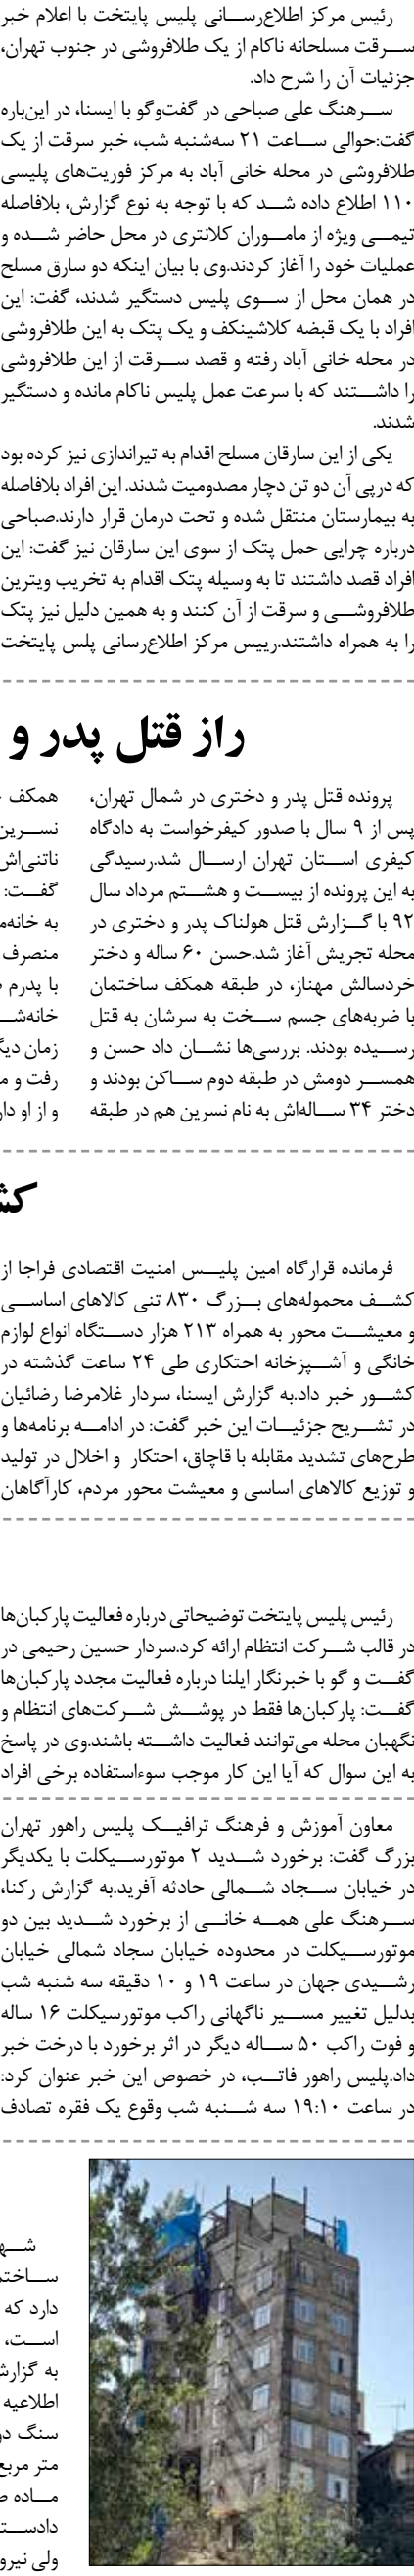 رئیس مرکز اطلاع‌رسانی پلیس پایتخت با اعلام خبر
سرقت مسلحانه ناکام از یک طلافروشی در جنوب تهران،
جزئیات آن را شرح داد.
سرهنگ علی صباحی در گفت‌وگو با ایسنا، در این‌باره
گفت:حوالی ساعت ۲۱ سه‌شنبه شب، خبر سرقت از یک
طلافروشی در محله خانی آباد به مرکز فوریت‌های پلیسی
۱۱۰ اطلاع داده شد که با توجه به نوع گزارش، بلافاصله
تیمی ویژه از ماموران کلانتری در محل حاضر شده و
عملیات خود را آغاز کردند.وی با بیان اینکه دو سارق مسلح
در همان محل از سوی پلیس دستگیر شدند، گفت: این
افراد با یک قبضه کلاشینکف و یک پتک به این طلافروشی
در محله خانی آباد رفته و قصد سرقت از این طلافروشی
را داشتند که با سرعت عمل پلیس ناکام مانده و دستگیر
شدند.
یکی از این سارقان مسلح اقدام به تیراندازی نیز کرده بود
که درپی آن دو تن دچار مصدومیت شدند. این افراد بلافاصله
به بیمارستان منتقل شده و تحت درمان قرار دارند.صباحی
درباره چرایی حمل پتک از سوی این سارقان نیز گفت: این
افراد قصد داشتند تا به وسیله پتک اقدام به تخریب ویترین
طلافروشی و سرقت از آن کنند و به همین دلیل نیز پتک
را به همراه داشتند.رییس مرکز اطلاع‌رسانی پلس پایتخت
راز قتل پدر و
پرونده قتل پدر و دختری در شمال تهران،
پس از ۹ سال با صدور کیفرخواست به دادگاه
کیفری استان تهران ارسال شد.رسیدگی
به این پرونده از بیست و هشتم مرداد سال
۹۲ با گزارش قتل هولناک پدر و دختری در
محله تجریش آغاز شد.حسن ۶۰ ساله و دختر
خردسالش مهناز، در طبقه همکف ساختمان
با ضربه‌های جسم سخت به سرشان به قتل
رسیده بودند. بررسی‌ها نشان داد حسن و
همسر دومش در طبقه دوم ساکن بودند و
دختر ۳۴ ساله‌اش به نام نسرین هم در طبقه
همکف
نسرین
ناتنی‌اش
گفت:
به خانه
منصرف
با پدرم
خانه
زمان دیگ
رفت و م
و از او دار
فرمانده قرارگاه امین پلیس امنیت اقتصادی فراجا از
کشف محموله‌های بزرگ ۸۳۰ تنی کالاهای اساسی
و معیشت محور به همراه ۲۱۳ هزار دستگاه انواع لوازم
خانگی و آشپزخانه احتکاری طی ۲۴ ساعت گذشته در
کشور خبر داد.به گزارش ایسنا، سردار غلامرضا رضائیان
در تشریح جزئیات این خبر گفت: در ادامه برنامه‌ها و
طرح‌های تشدید مقابله با قاچاق، احتکار و اخلال در تولید
و توزیع کالاهای اساسی و معیشت محور مردم، کارآگاهان
رئیس پلیس پایتخت توضیحاتی درباره فعالیت پارکبان‌ها
در قالب شرکت انتظام ارائه کرد.سردار حسین رحیمی در
گفت و گو با خبرنگار ایلنا درباره فعالیت مجدد پارکبان‌ها
گفت: پارکبان‌ها فقط در پوشش شرکت‌های انتظام و
نگهبان محله می‌توانند فعالیت داشته باشند.وی در پاسخ
به این سوال که آیا این کار موجب سوءاستفاده برخی افراد
معاون آموزش و فرهنگ ترافیک پلیس راهور تهران
بزرگ گفت: برخورد شدید ۲ موتورسیکلت با یکدیگر
در خیابان سجاد شمالی حادثه آفرید.به گزارش رکنا،
سرهنگ علی همه خانی از برخورد شدید بین دو
موتورسیکلت در محدوده خیابان سجاد شمالی خیابان
رشیدی جهان در ساعت ۱۹ و ۱۰ دقیقه سه شنبه شب
بدلیل تغییر مسیر ناگهانی راکب موتورسیکلت ۱۶ ساله
و فوت راکب ۵۰ ساله دیگر در اثر برخورد با درخت خبر
داد.پلیس راهور فاتب، در خصوص این خبر عنوان کرد:
در ساعت ۱۹:۱۰ سه شنبه شب وقوع یک فقره تصادف
دارد که
است،
به گزارش
اطلاعیه
سنگ دو
متر مربع
ماده
ولی نیرو